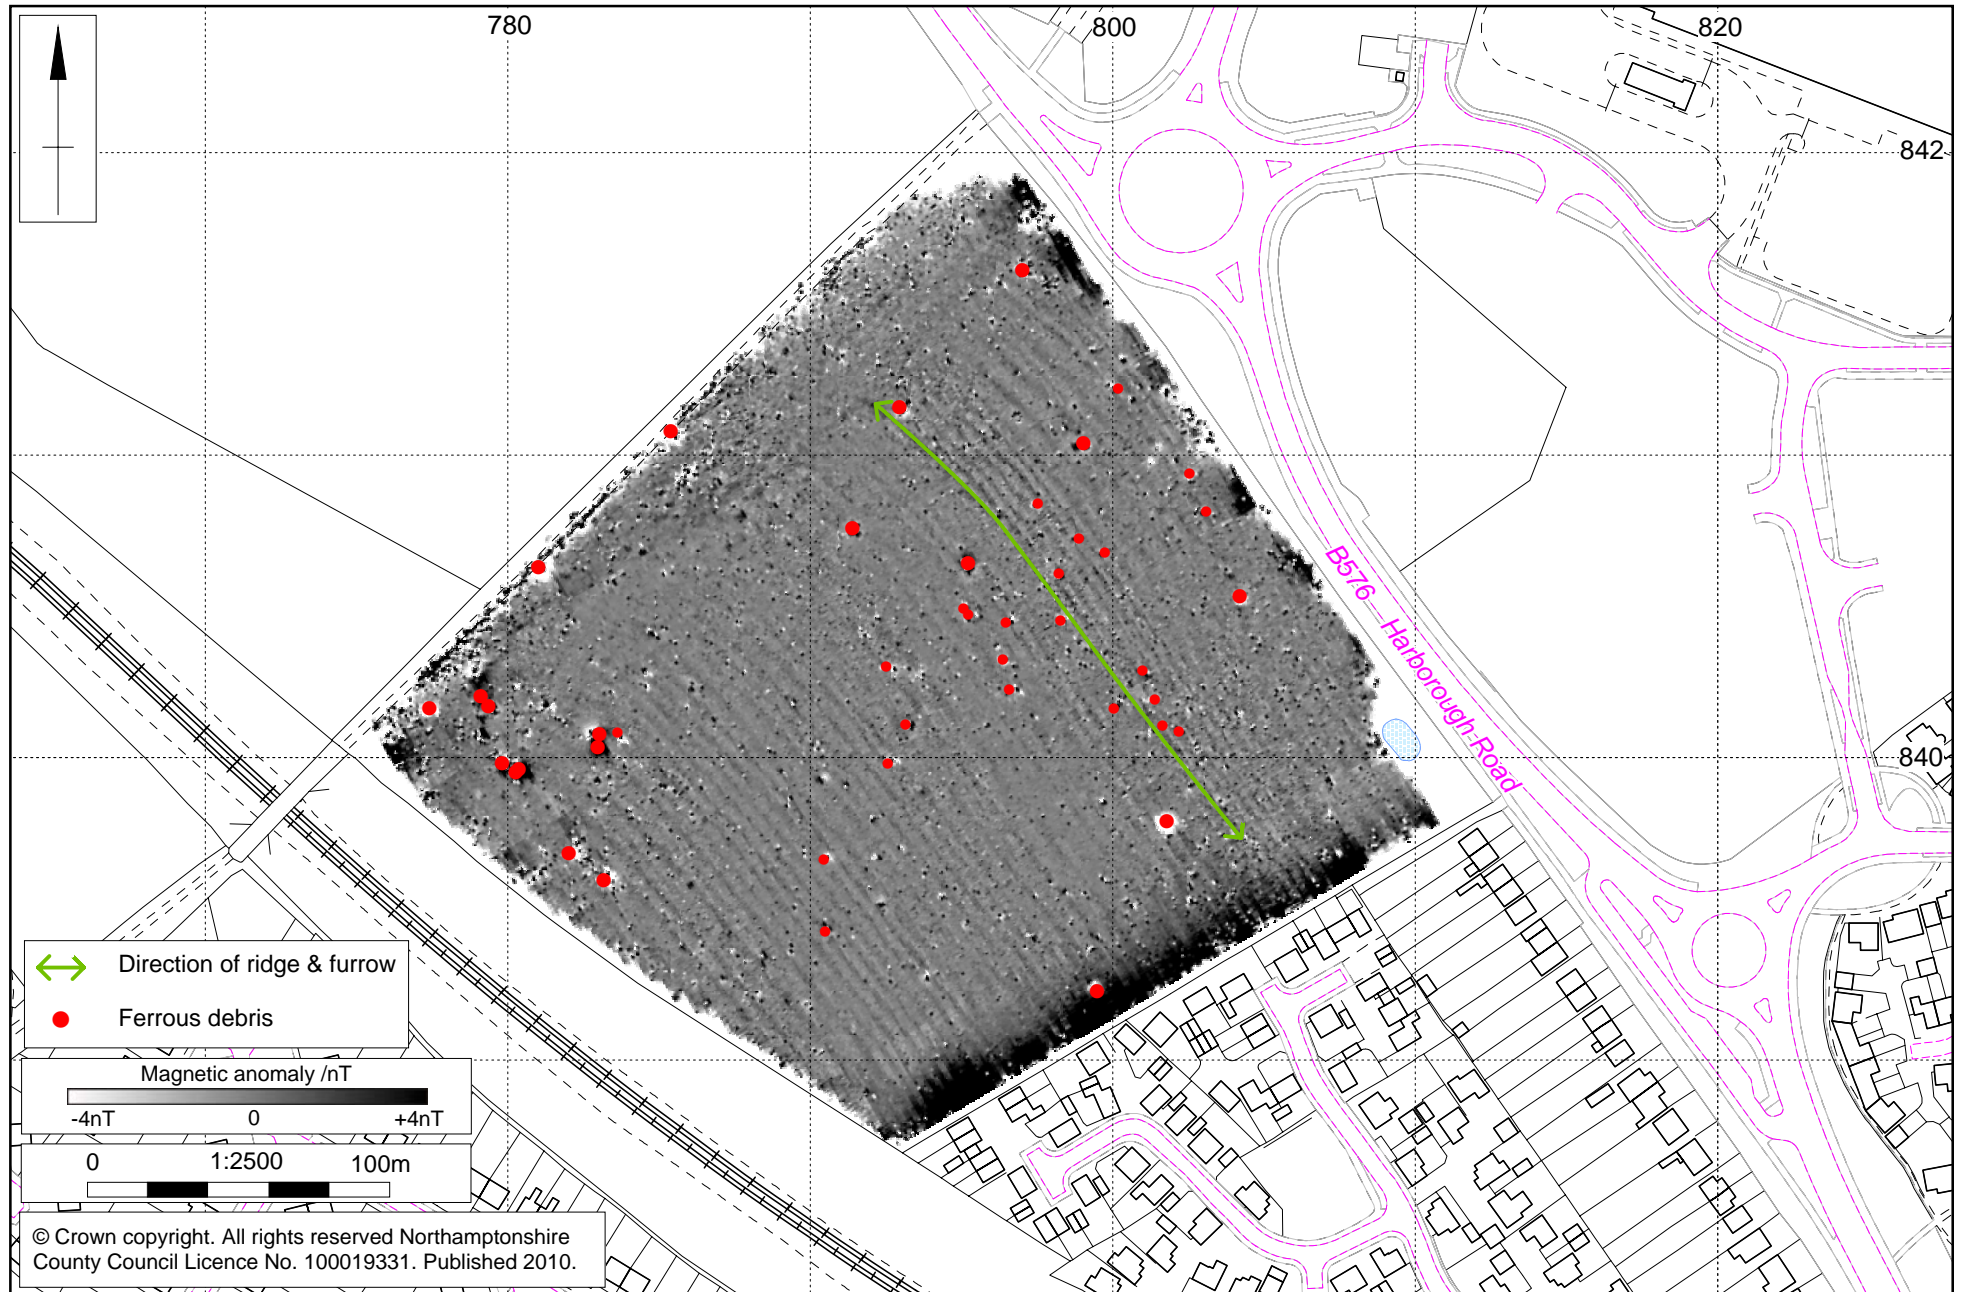 780
800
820
842
B576 - Harborough Road
840
Direction of ridge & furrow
Ferrous debris
Magnetic anomaly /nT
-4nT 0 +4nT
0 1:2500 100m
© Crown copyright. All rights reserved Northamptonshire
County Council Licence No. 100019331. Published 2010.